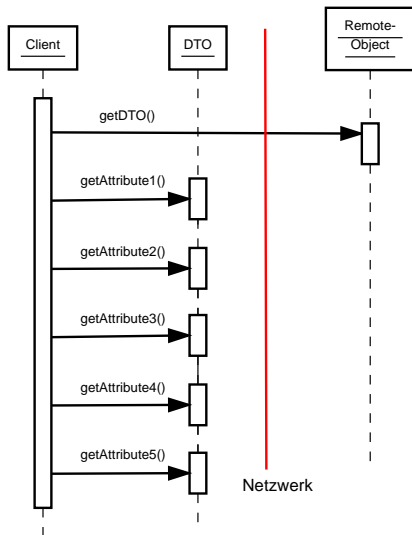 Client
DTO
Remote-
Object
getDTO()
getAttribute1()
getAttribute2()
getAttribute3()
getAttribute4()
getAttribute5()
Netzwerk